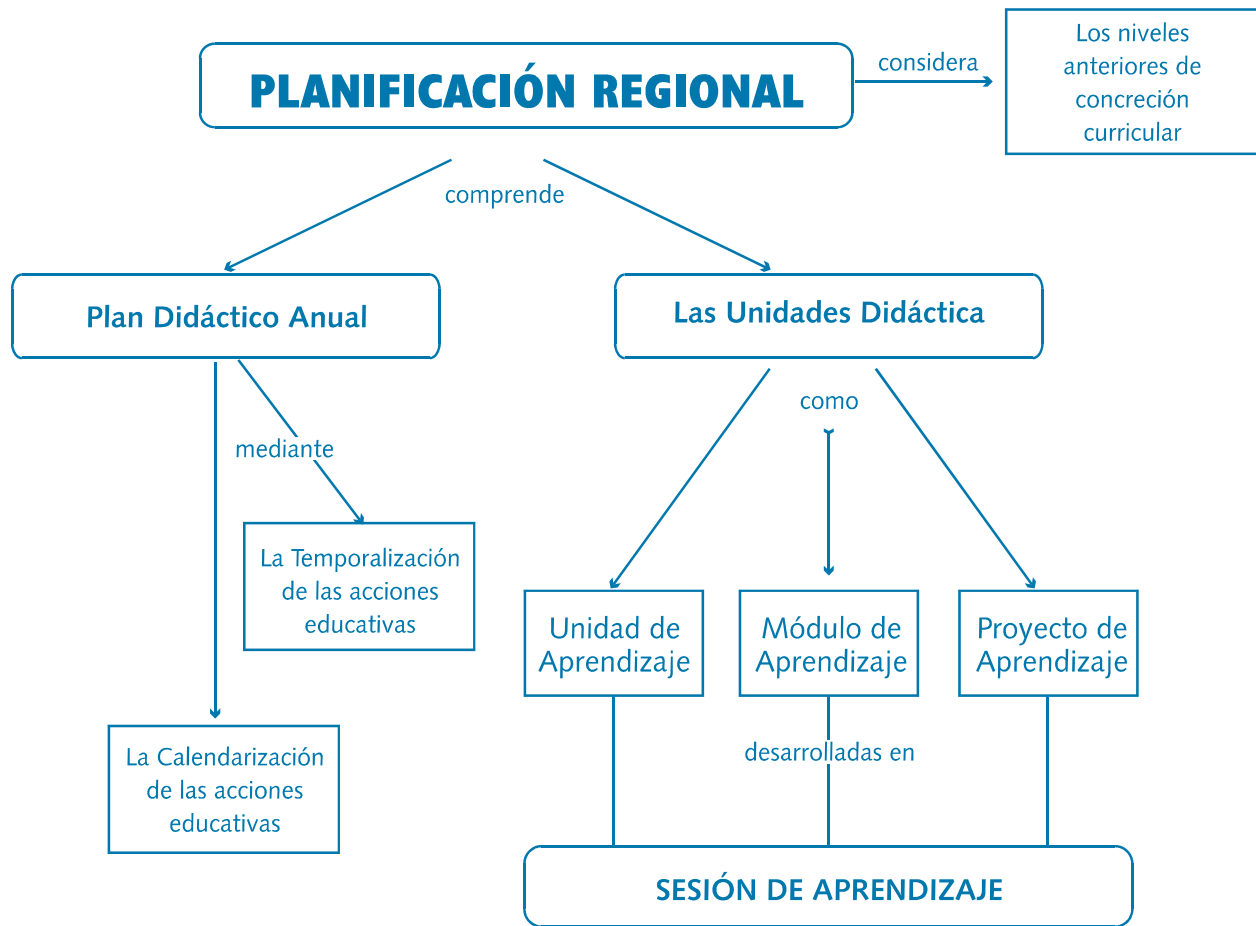 PLANIFICACIÓN REGIONAL
considera
Los niveles
anteriores de
concreción
curricular
comprende
Plan Didáctico Anual
Las Unidades Didáctica
mediante
como
La Temporalización
de las acciones
educativas
La Calendarización
de las acciones
educativas
Unidad de
Aprendizaje
Módulo de
Aprendizaje
Proyecto de
Aprendizaje
desarrolladas en
SESIÓN DE APRENDIZAJE